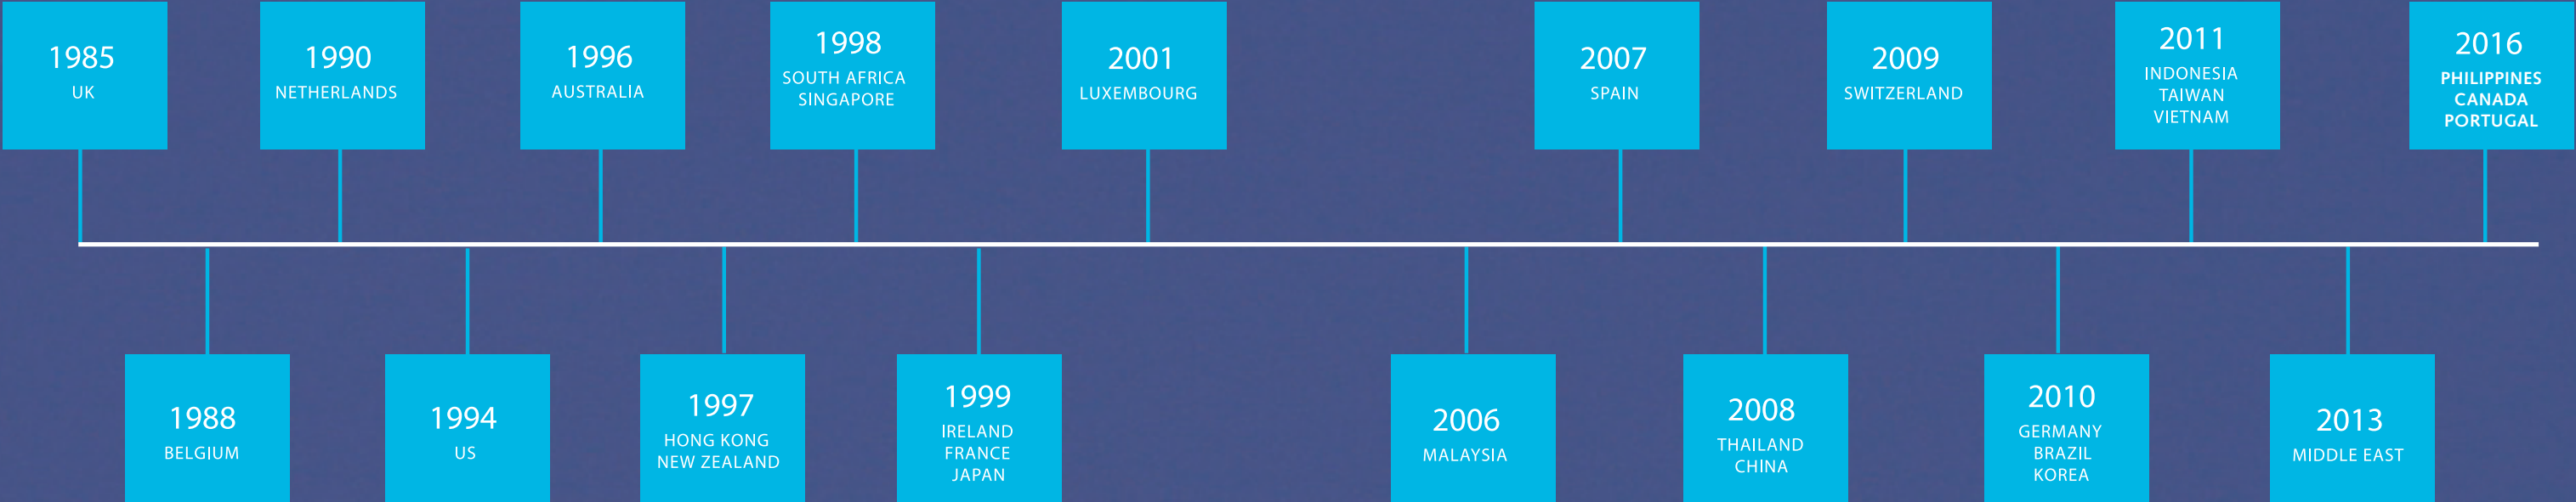 1985
UK
1990
NETHERLANDS
1996
AUSTRALIA
1998
SOUTH AFRICA
SINGAPORE
2001
LUXEMBOURG
2007
SPAIN
2009
SWITZERLAND
2011
INDONESIA
TAIWAN
VIETNAM
2016
PHILIPPINES
CANADA
PORTUGAL
1988
BELGIUM
1994
US
1997
HONG KONG
NEW ZEALAND
1999
IRELAND
FRANCE
JAPAN
2006
MALAYSIA
2008
THAILAND
CHINA
2010
GERMANY
BRAZIL
KOREA
2013
MIDDLE EAST